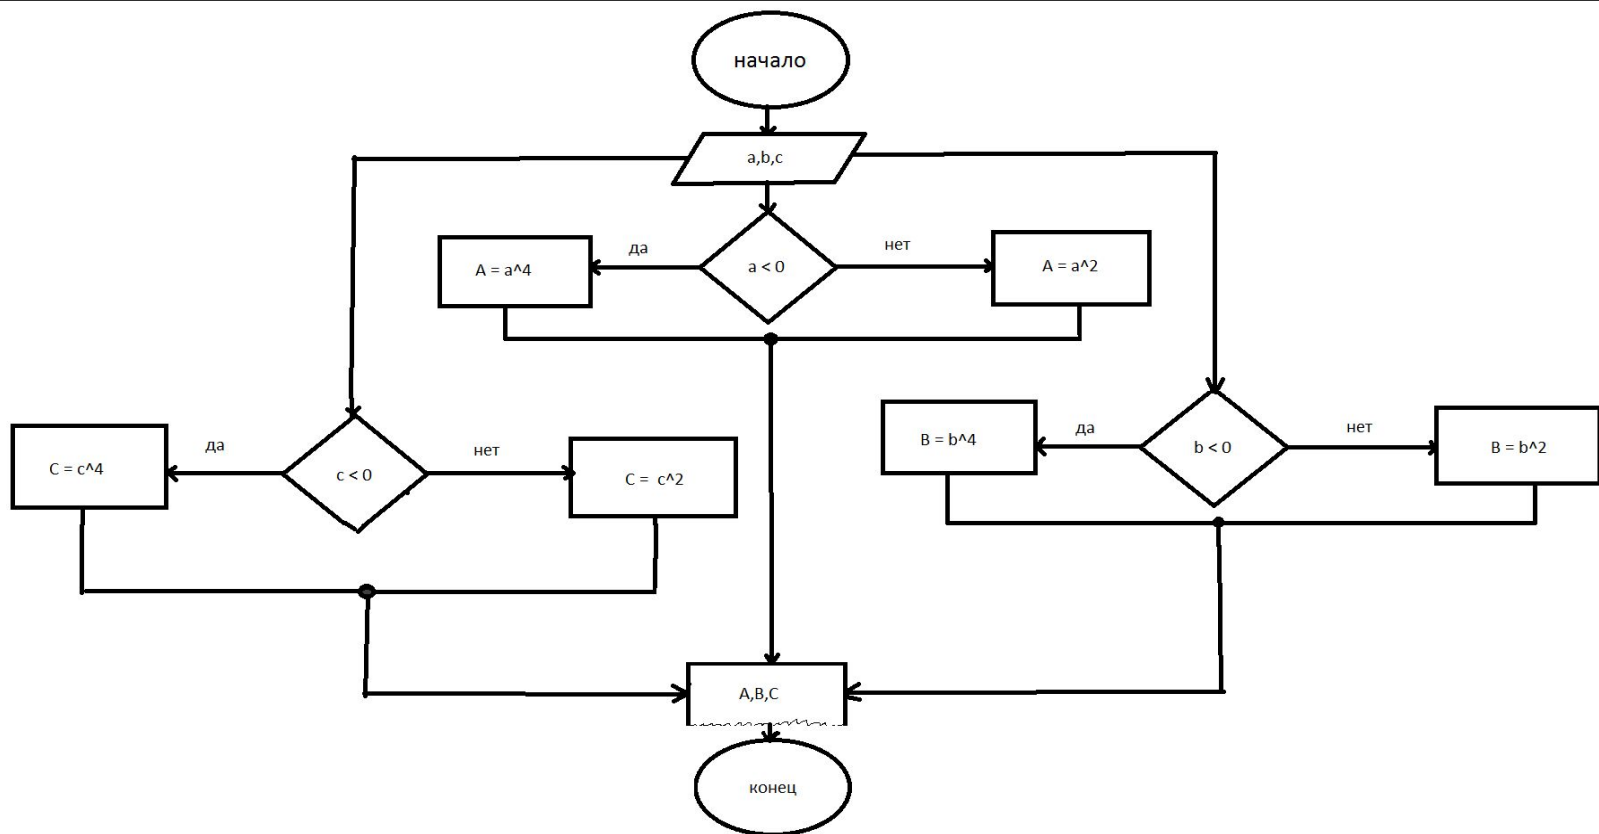 начало
a,b,c
да
a < 0
нет
A = a^4
A = a^2
C = c^4
да
c < 0
нет
C =  c^2
B = b^4
да
b < 0
нет
B = b^2
A,B,C
конец